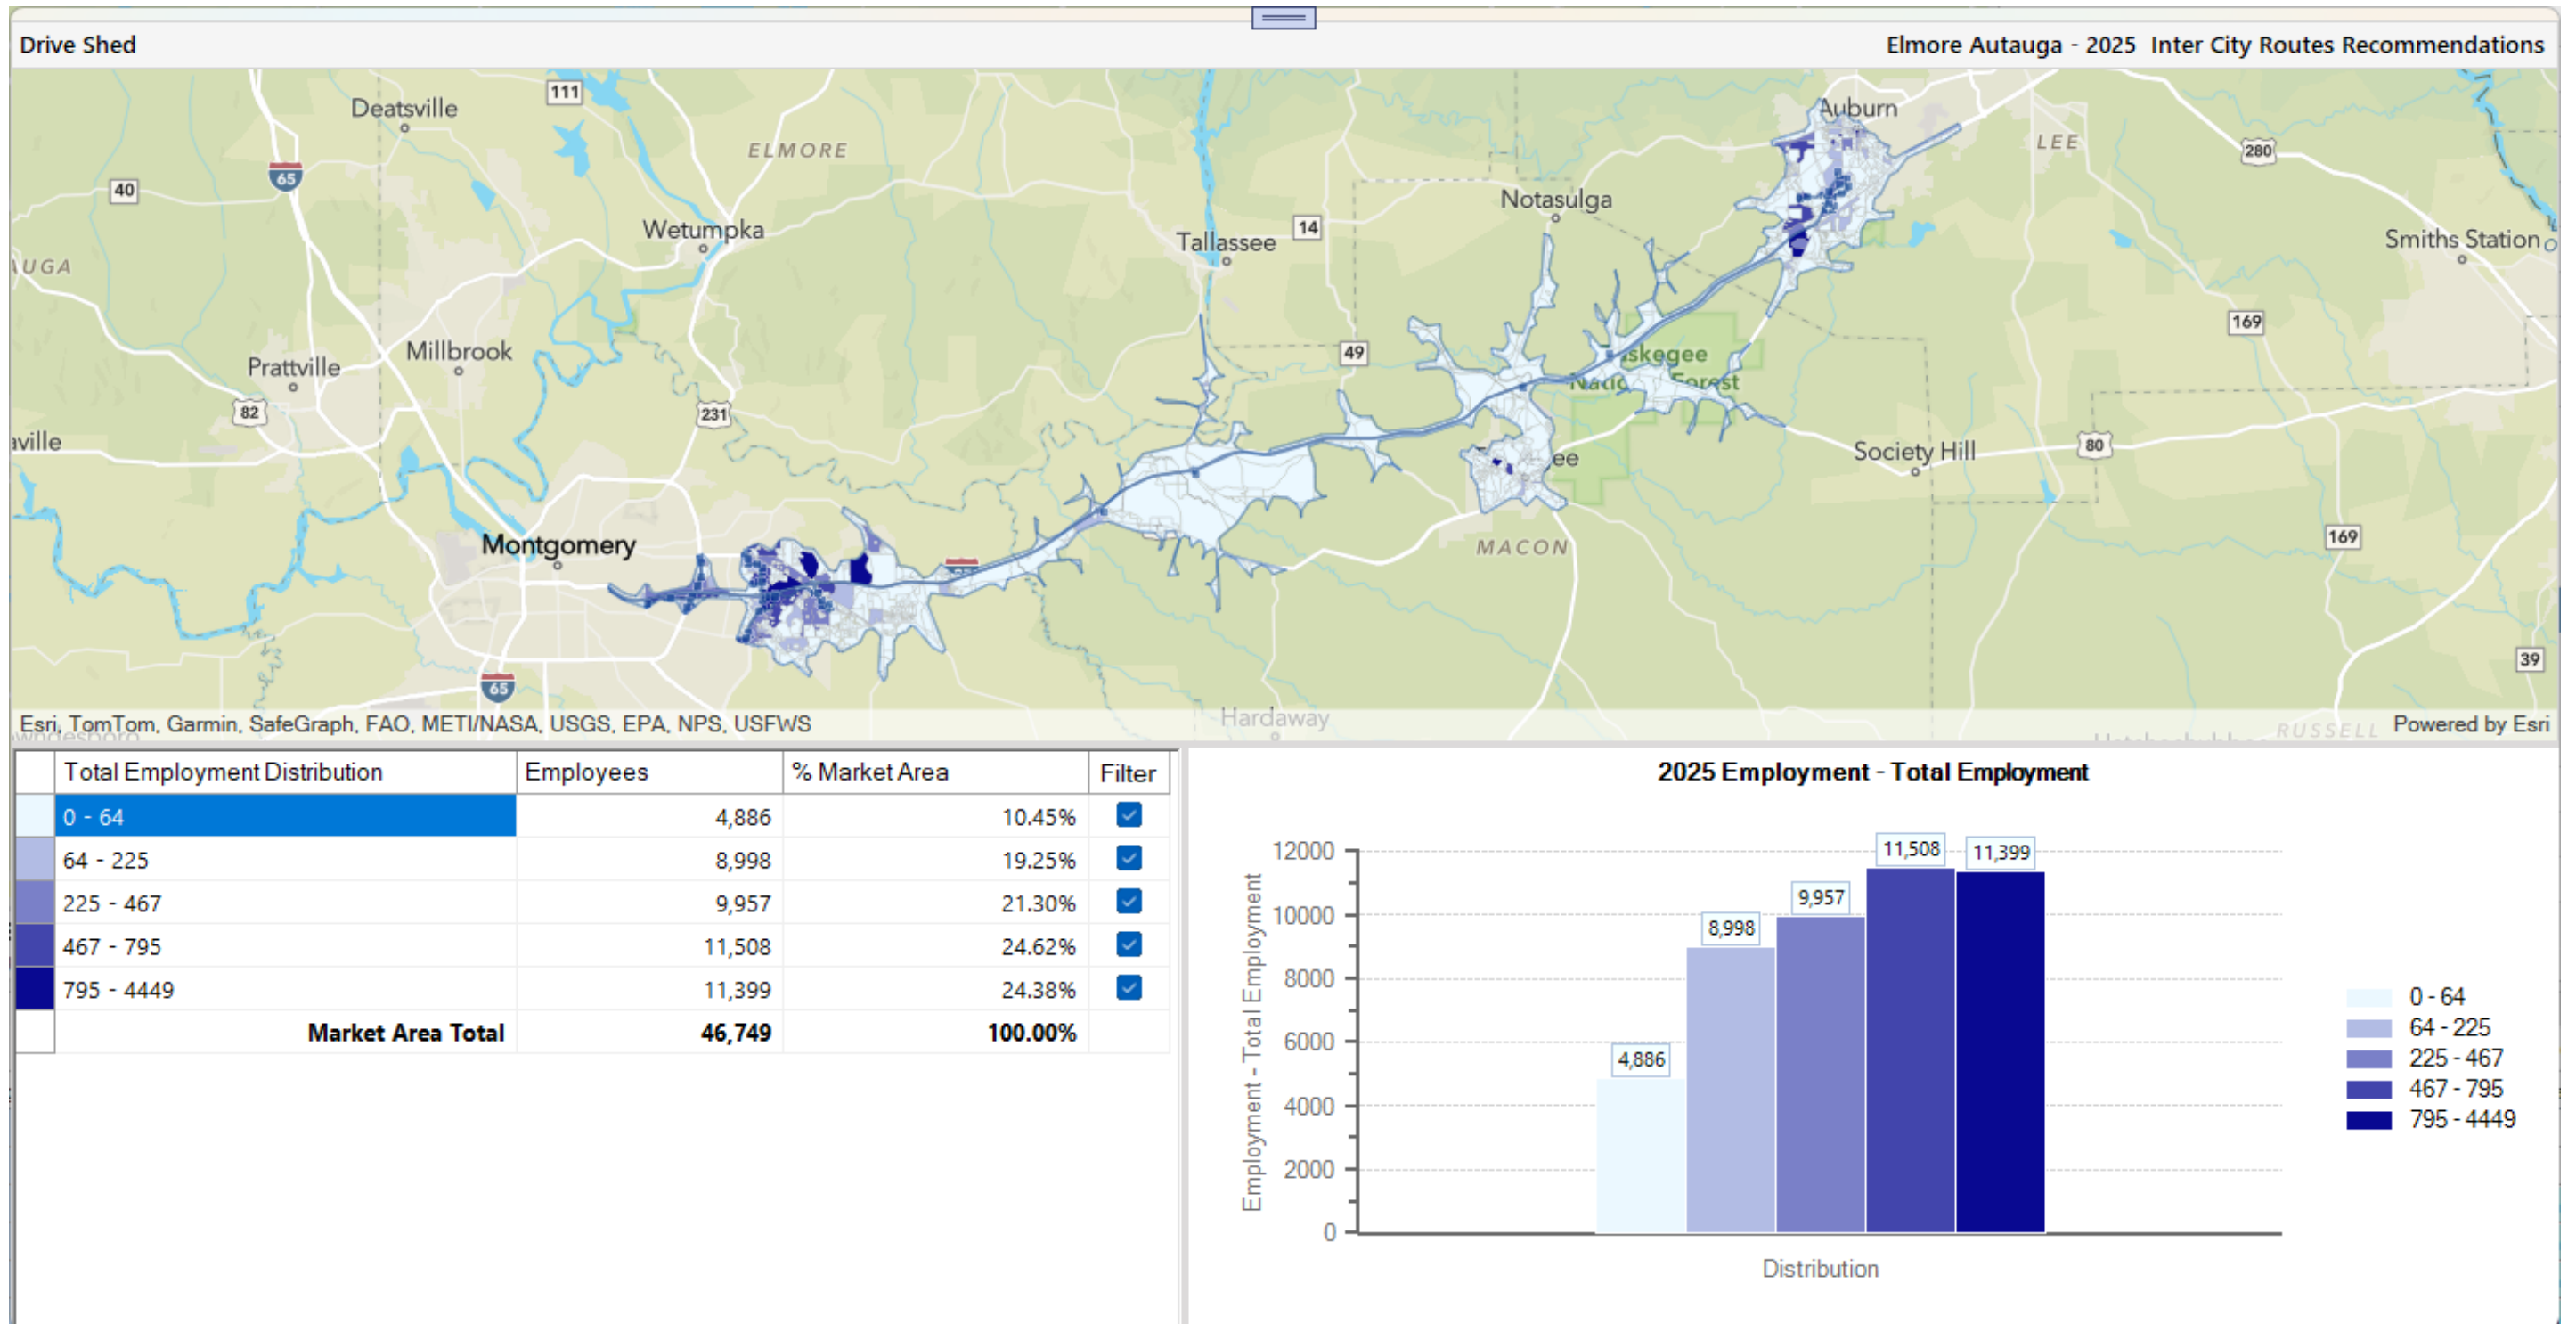 Drive Shed
Elmore Autauga - 2025 Inter City Routes Recommendations
Deatsville
111
Auburn
ELMORE
LEE
280
65
40
Notasulga
14
Wetumpka
Tallassee
Smiths Station
AUGA
169
Prattville
Millbrook
49
skegee
Forest
82
231
aville
ee
Society Hill
80
Montgomery
MACON
169
65
39
Hardaway
RUSSELL
Esri, TomTom, Garmin, SafeGraph, FAO, METI/NASA, USGS, EPA, NPS, USFWS
Powered by Esri
Total Employment Distribution Employees % Market Area Filter
0 - 64 4,886 10.45%
64 - 225 8,998 19.25%
225 - 467 9,957 21.30%
467 - 795 11,508 24.62%
795 - 4449 11,399 24.38%
Market Area Total 46,749 100.00%
2025 Employment - Total Employment
Employment - Total Employment
12000
10000
8000
6000
4000
2000
0
4,886
8,998
9,957
11,508
11,399
Distribution
0 - 64
64 - 225
225 - 467
467 - 795
795 - 4449